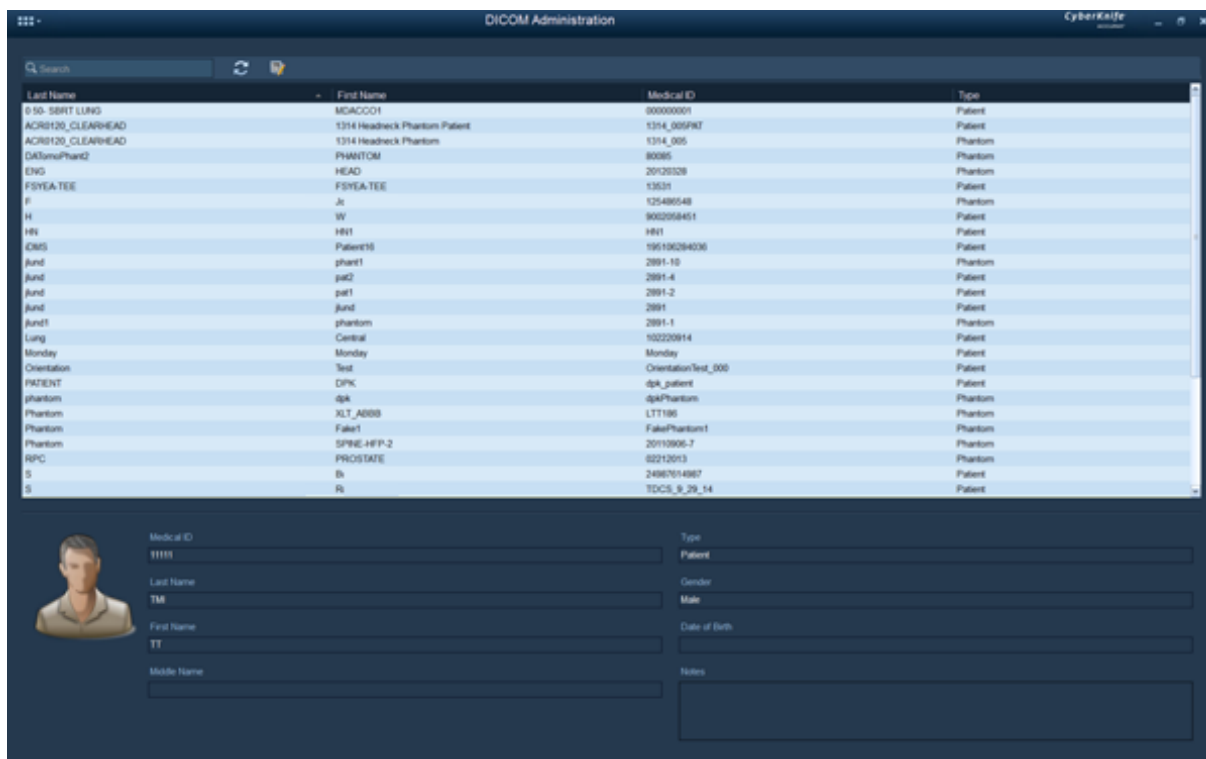 DICOM Administration CyberKnife
Search
Last Name First Name Medical ID Type
0 50- SBRT LUNG MDACCO1 000000001 Patient
ACR0120_CLEARHEAD 1314 Headneck Phantom Patient 1314_005PAT Patient
ACR0120_CLEARHEAD 1314 Headneck Phantom 1314_005 Phantom
DATomoPhant2 PHANTOM 80085 Phantom
ENG HEAD 20120328 Phantom
FSYEA-TEE FSYEA-TEE 13531 Patient
F Jc 125486548 Phantom
H W 9002058451 Patient
HN HN1 HN1 Patient
iDMS Patient16 195106284036 Patient
jlund phant1 2891-10 Phantom
jlund pat2 2891-4 Patient
jlund pat1 2891-2 Patient
jlund jlund 2891 Patient
jlund1 phantom 2891-1 Phantom
Lung Central 102220914 Patient
Monday Monday Monday Patient
Orientation Test OrientationTest_000 Patient
PATIENT DPK dpk_patient Patient
phantom dpk dpkPhantom Phantom
Phantom XLT_ABBB LTT186 Phantom
Phantom Fake1 FakePhantom1 Phantom
Phantom SPINE-HFP-2 20110906-7 Phantom
RPC PROSTATE 02212013 Phantom
S 24987614987 Patient
S TDCS_9_29_14 Patient
Medical ID Type
11111 Patient
Last Name Gender
TMI Male
First Name Date of Birth
TT
Middle Name Notes